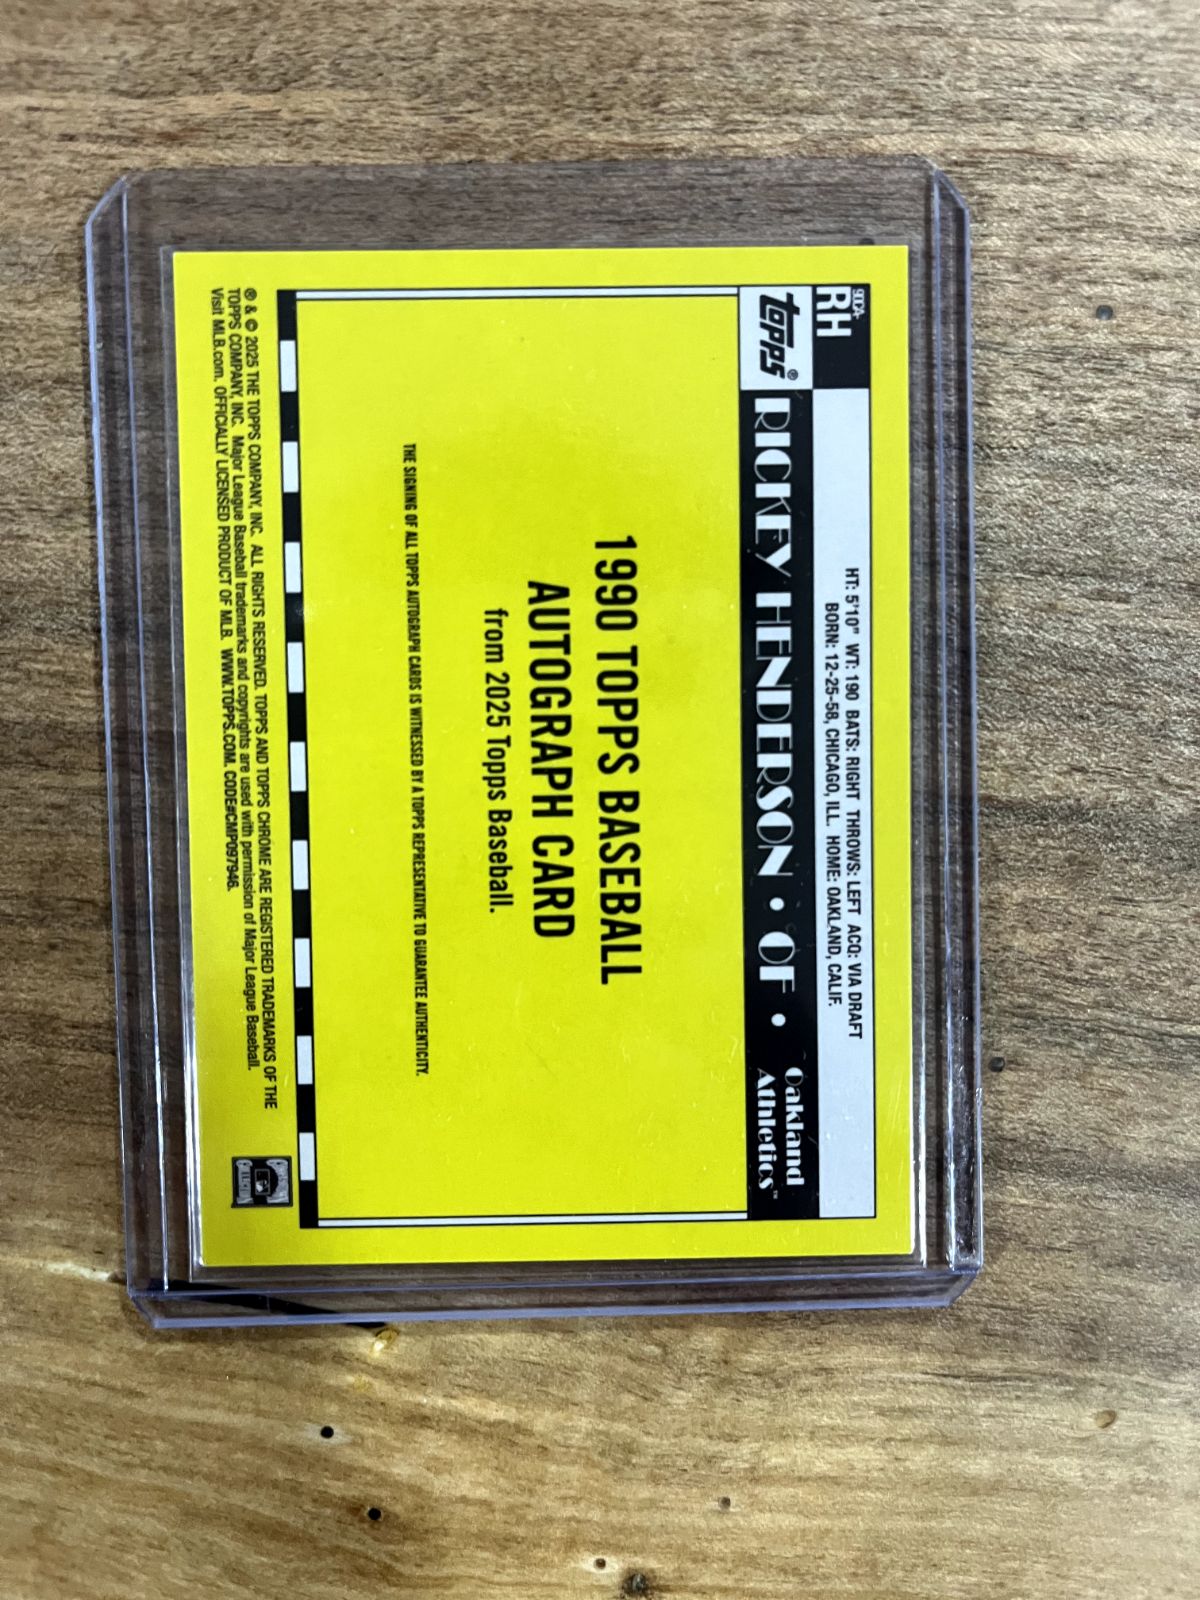 90CA-
RH
HT: 5'10" WT: 190 BATS: RIGHT THROWS: LEFT ACQ: VIA DRAFT
BORN: 12-25-58, CHICAGO, ILL. HOME: OAKLAND, CALIF.
Topps®
RICKEY HENDERSON • OF •
Oakland
Athletics™
1990 TOPPS BASEBALL
AUTOGRAPH CARD
from 2025 Topps Baseball.
THE SIGNING OF ALL TOPPS AUTOGRAPH CARDS IS WITNESSED BY A TOPPS REPRESENTATIVE TO GUARANTEE AUTHENTICITY.
® & © 2025 THE TOPPS COMPANY, INC. ALL RIGHTS RESERVED. TOPPS AND TOPPS CHROME ARE REGISTERED TRADEMARKS OF THE
TOPPS COMPANY, INC. Major League Baseball trademarks and copyrights are used with permission of Major League Baseball.
Visit MLB.com. OFFICIALLY LICENSED PRODUCT OF MLB. WWW.TOPPS.COM. CODE#CMP097946.